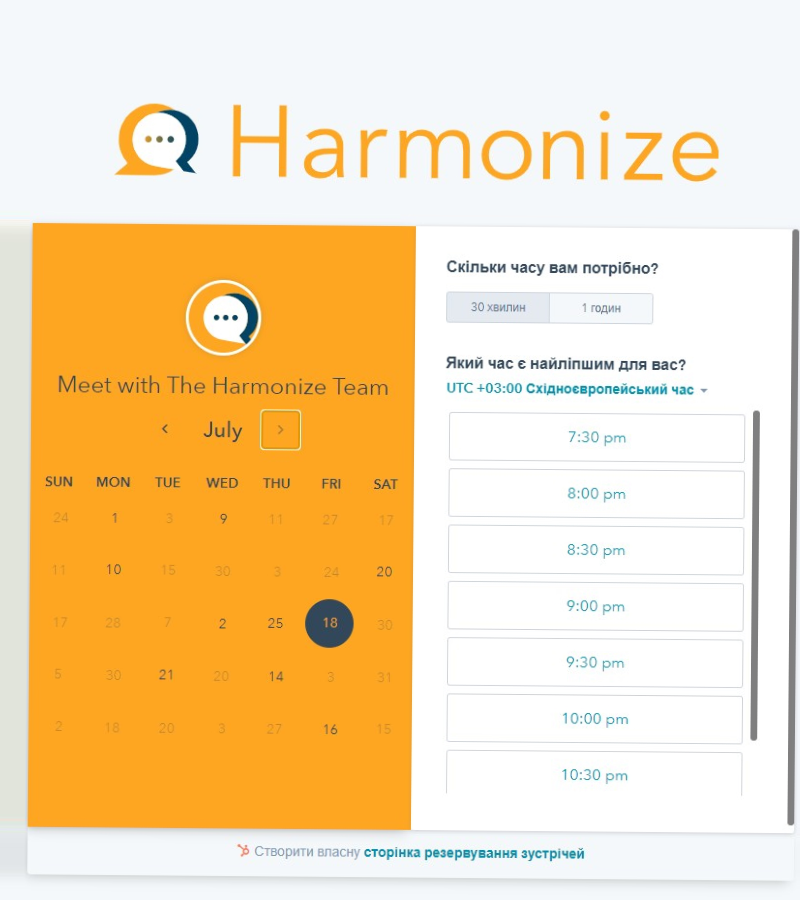 Harmonize
Meet with The Harmonize Team
July
SUN MON TUE WED THU FRI SAT
24 1 3 9 11 27 17
11 10 15 30 3 24 20
17 28 7 2 25 18 30
5 30 21 20 14 3 31
2 18 20 3 27 16 15
Скільки часу вам потрібно?
30 хвилин 1 годин
Який час є найліпшим для вас?
UTC +03:00 Східноєвропейський час
7:30 pm
8:00 pm
8:30 pm
9:00 pm
9:30 pm
10:00 pm
10:30 pm
Створити власну сторінка резервування зустрічей